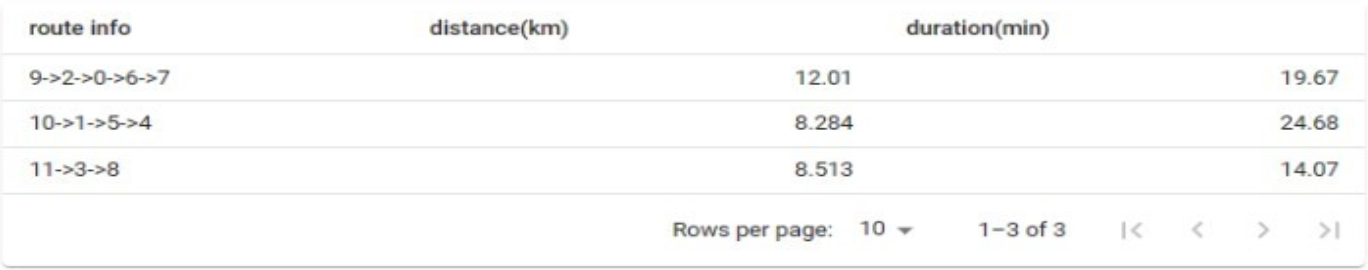 route info distance(km) duration(min)
9->2->0->6->7 12.01 19.67
10->1->5->4 8.284 24.68
11->3->8 8.513 14.07
Rows per page: 10 1–3 of 3